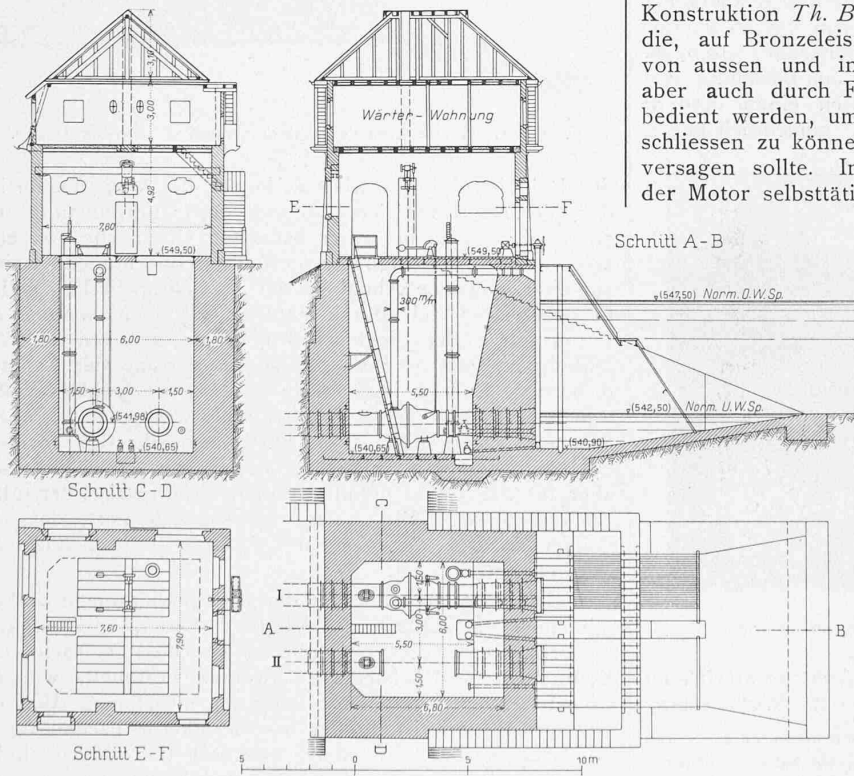 Konstruktion Th. B
die, auf Bronzeleis
von aussen und in
aber auch durch F
bedient werden, um
schliessen zu könne
versagen sollte. In
der Motor selbsttäti
3,10
3,00
4,92
7,60
(549,50)
1,80 6,00 1,80
1,50 3,00 1,50
(541,98)
(540,65)
Schnitt C-D
Wärter-Wohnung
E F
(549,50)
300 m/m
5,50
(540,65)
(540,90)
Schnitt A-B
(547,50) Norm. O.W.Sp.
(542,50) Norm. U.W.Sp.
7,60
7,90
Schnitt E-F
C
I
A B
II
1,50
3,00
6,00
5,50
1,50
6,80
D
5 0 5 10 m